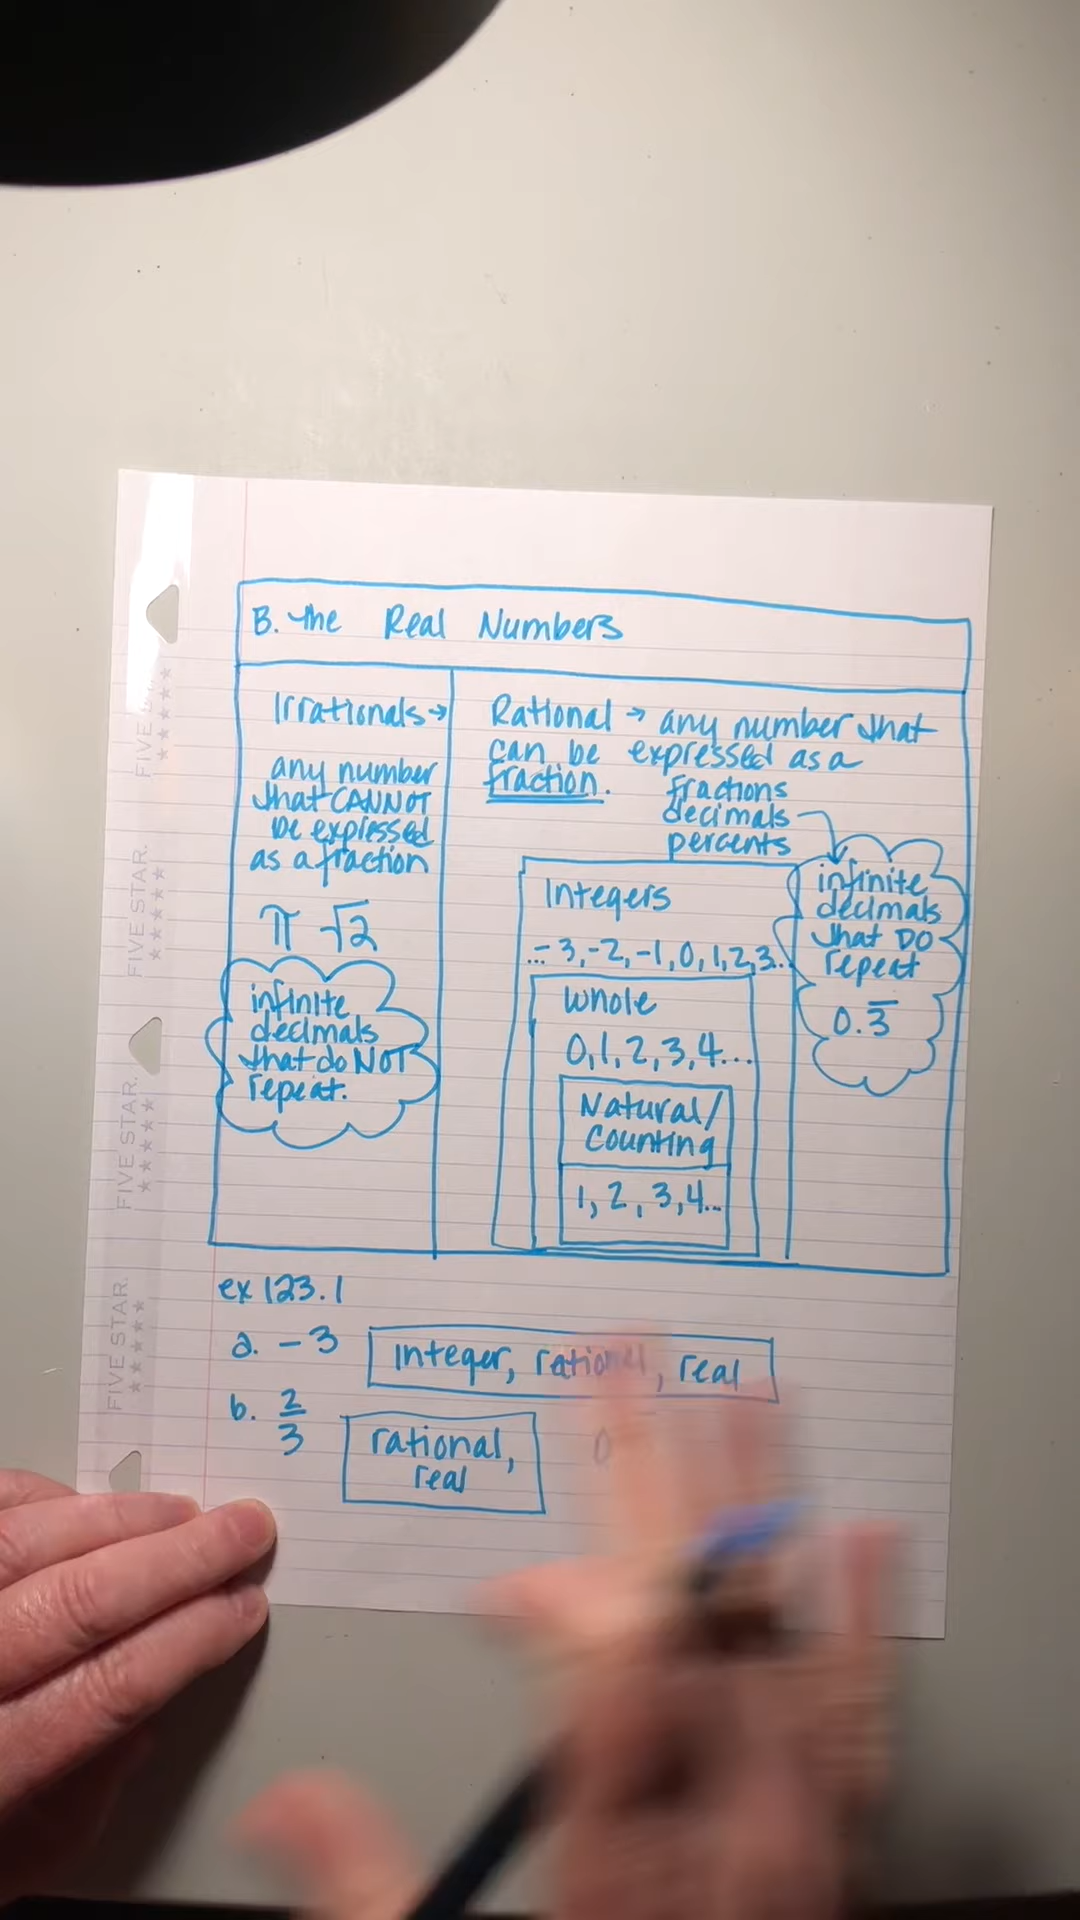 B. the Real Numbers
Irrationals →
any number
that CANNOT
be expressed
as a fraction
π √2
infinite
decimals
that do NOT
repeat.
Rational → any number that
can be expressed as a
fraction.
fractions
decimals
percents
infinite
decimals
that DO
repeat
0.3̅
Integers
... -3, -2, -1, 0, 1, 2, 3...
Whole
0, 1, 2, 3, 4...
Natural/
Counting
1, 2, 3, 4...
ex 123.1
a. -3 integer, rational, real
b. 2/3 rational,
real
FIVE STAR.
FIVE STAR.
FIVE STAR.
FIVE STAR.